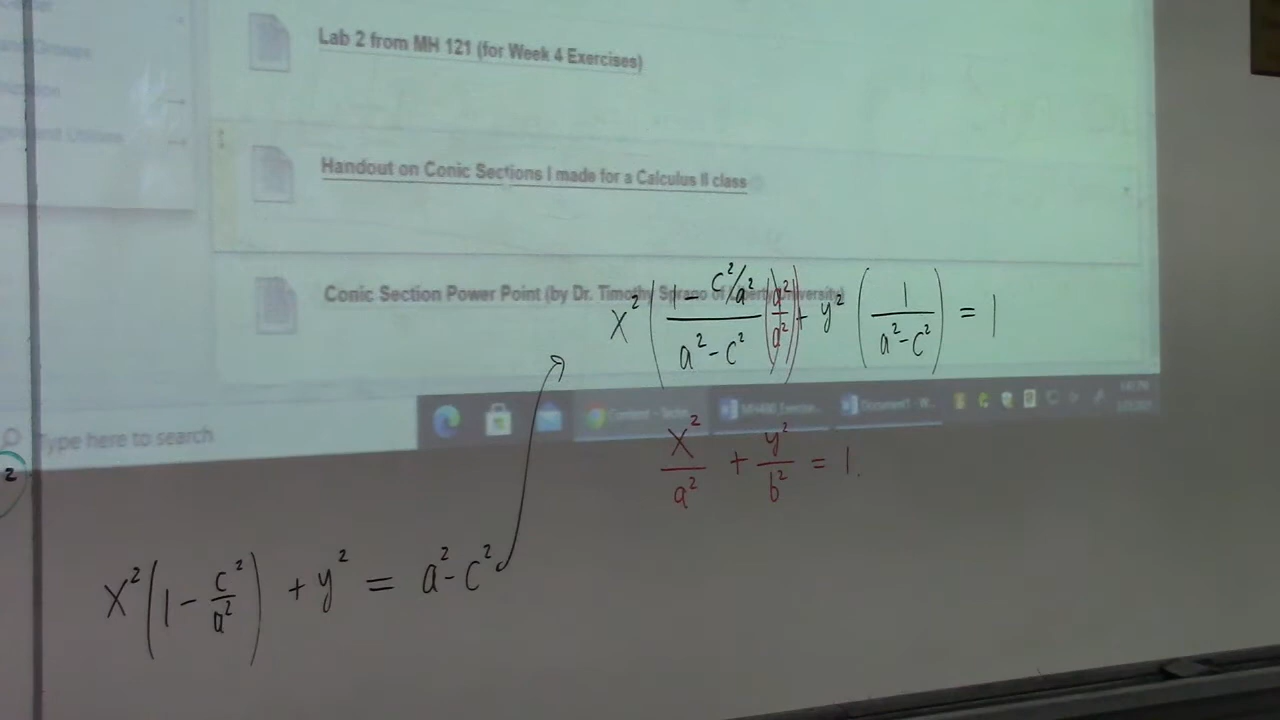 Lab 2 from MH 121 (for Week 4 Exercises)
Handout on Conic Sections I made for a Calculus II class
Conic Section Power Point (by Dr. Timothy
x² ( (1 - c²/a²) / (a² - c²) (a²/a²) ) + y² ( 1 / (a² - c²) ) = 1
Type here to search
x²/a² + y²/b² = 1.
2
x² ( 1 - c²/a² ) + y² = a² - c²